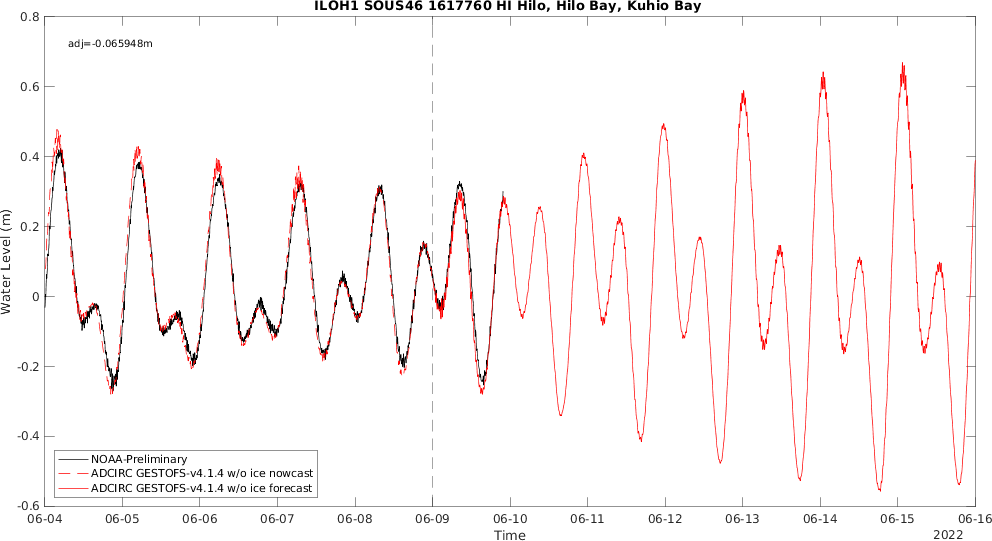 ILOH1 SOUS46 1617760 HI Hilo, Hilo Bay, Kuhio Bay
0.8
adj=-0.065948m
0.6
0.4
0.2
0
-0.2
-0.4
-0.6
Water Level (m)
NOAA-Preliminary
ADCIRC GESTOFS-v4.1.4 w/o ice nowcast
ADCIRC GESTOFS-v4.1.4 w/o ice forecast
06-04 06-05 06-06 06-07 06-08 06-09 06-10 06-11 06-12 06-13 06-14 06-15 06-16
Time
2022